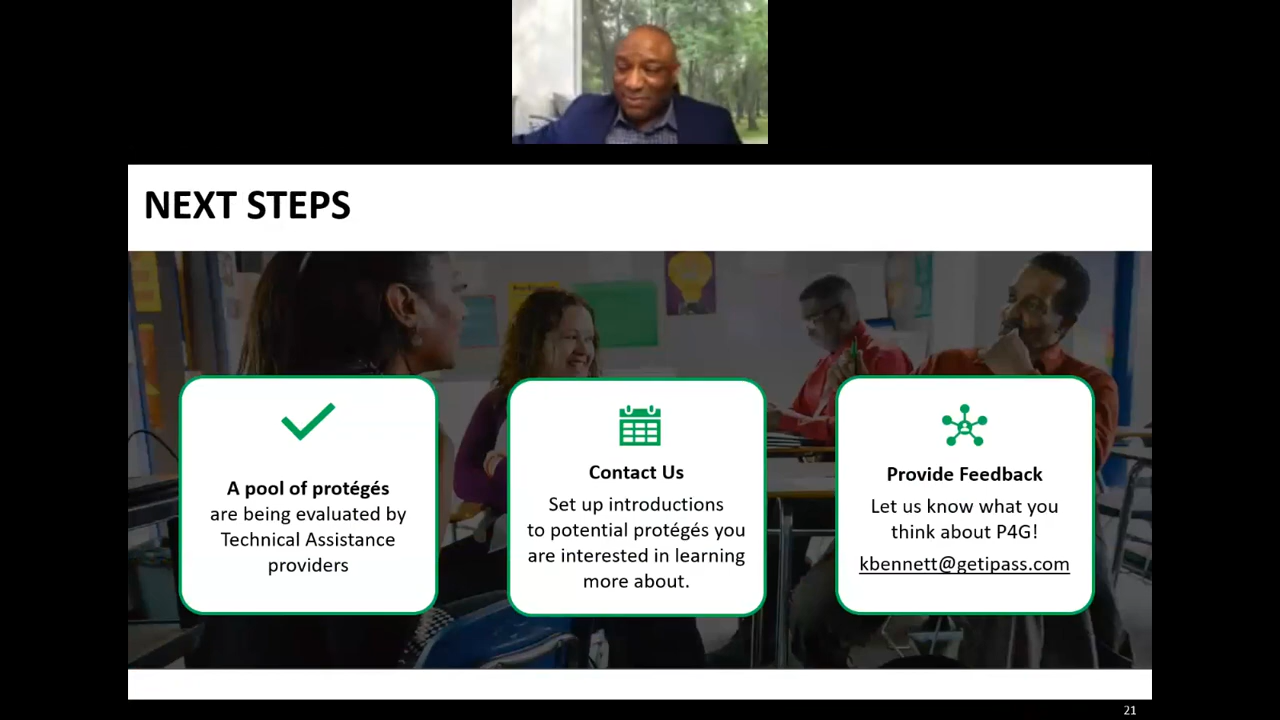 NEXT STEPS
A pool of protégés
are being evaluated by
Technical Assistance
providers
Contact Us
Set up introductions
to potential protégés you
are interested in learning
more about.
Provide Feedback
Let us know what you
think about P4G!
kbennett@getipass.com
21